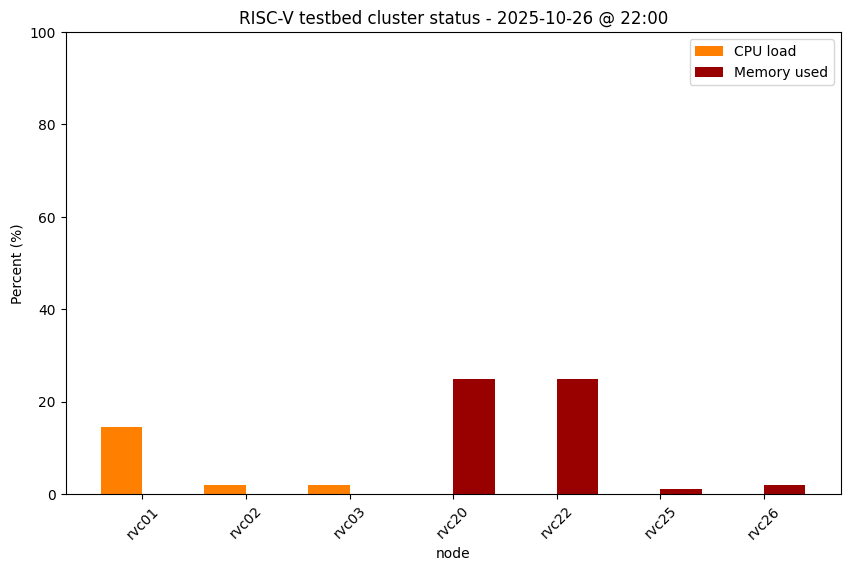 RISC-V testbed cluster status - 2025-10-26 @ 22:00
CPU load
Memory used
Percent (%)
100
80
60
40
20
0
rvc01
rvc02
rvc03
rvc20
rvc22
rvc25
rvc26
node